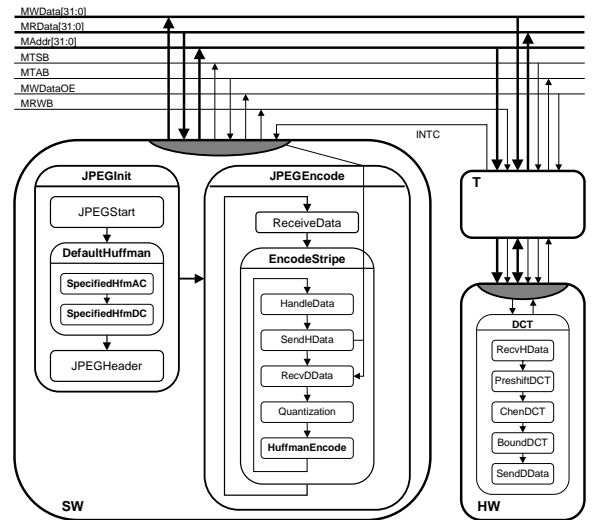 MWData[31:0]
MRData[31:0]
MAddr[31:0]
MTSB
MTAB
MWDataOE
MRWB
INTC
JPEGInit
JPEGStart
DefaultHuffman
SpecifiedHfmAC
SpecifiedHfmDC
JPEGHeader
JPEGEncode
ReceiveData
EncodeStripe
HandleData
SendHData
RecvDData
Quantization
HuffmanEncode
SW
T
DCT
RecvHData
PreshiftDCT
ChenDCT
BoundDCT
SendDData
HW